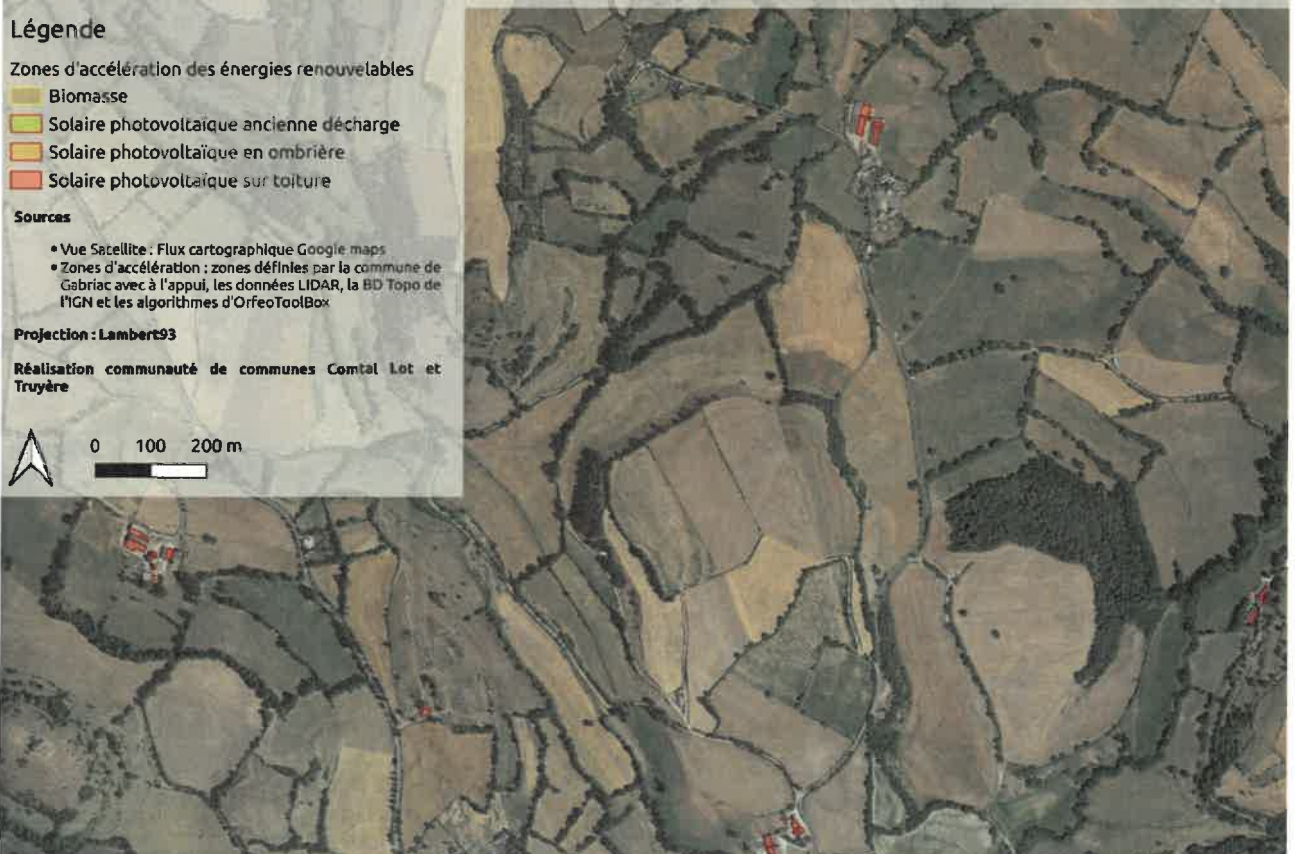 Légende
Zones d'accélération des énergies renouvelables
Biomasse
Solaire photovoltaïque ancienne décharge
Solaire photovoltaïque en ombrière
Solaire photovoltaïque sur toiture
Sources
• Vue Satellite : Flux cartographique Google maps
• Zones d'accélération : zones définies par la commune de
Gabriac avec à l'appui, les données LIDAR, la BD Topo de
l'IGN et les algorithmes d'OrfeoToolBox
Projection : Lambert93
Réalisation communauté de communes Comtal Lot et
Truyère
0 100 200 m